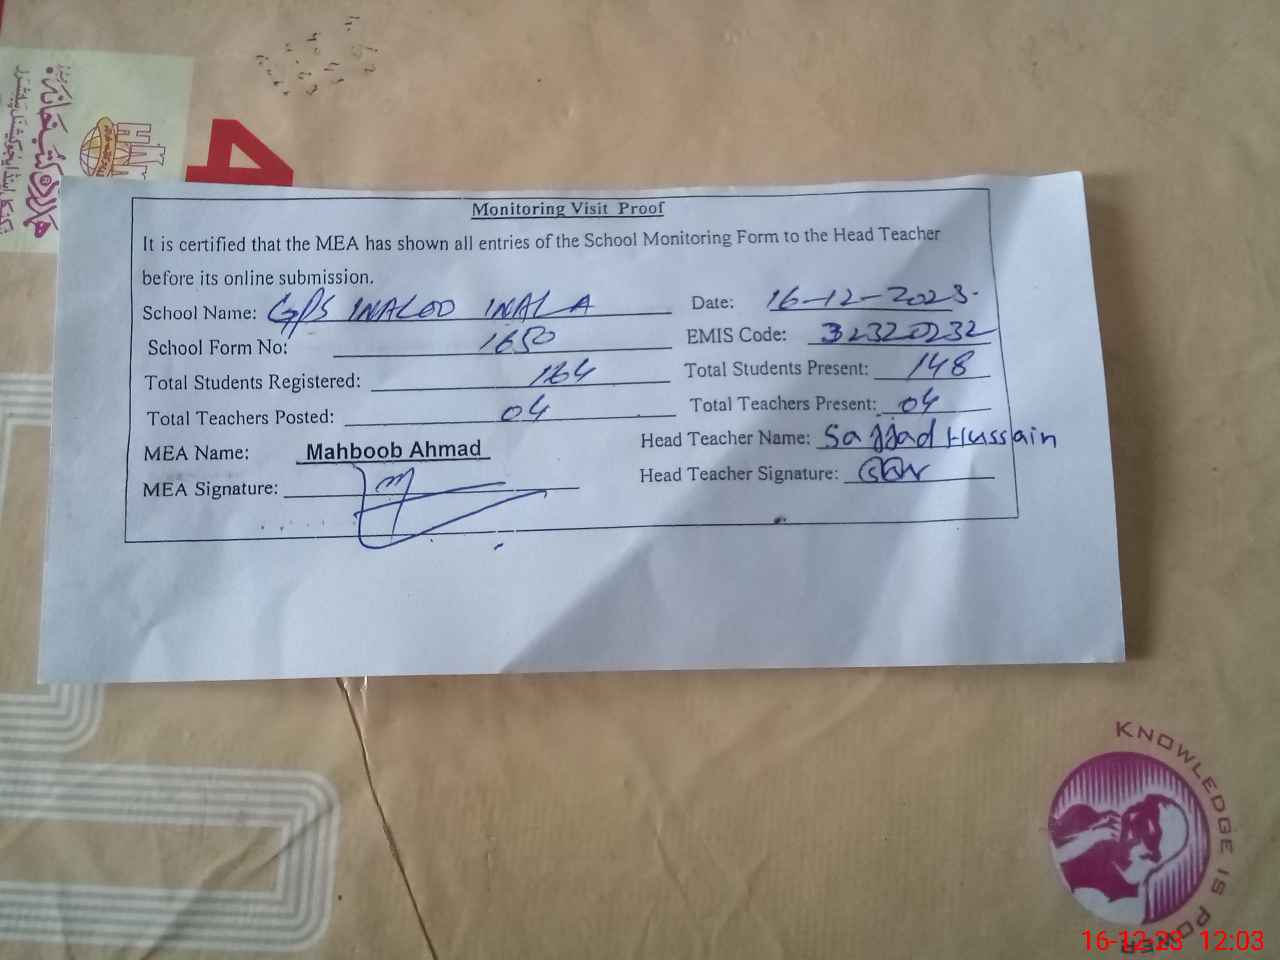 4
Monitoring Visit Proof
It is certified that the MEA has shown all entries of the School Monitoring Form to the Head Teacher
before its online submission.
School Name: GPS INALOO INALA Date: 16-12-2023
School Form No: 1650 EMIS Code: 32320232
Total Students Registered: 164 Total Students Present: 148
Total Teachers Posted: 04 Total Teachers Present: 04
MEA Name: Mahboob Ahmad Head Teacher Name: Sajjad Hussain
MEA Signature: Head Teacher Signature:
KNOWLEDGE IS POWER
16-12-23 12:03